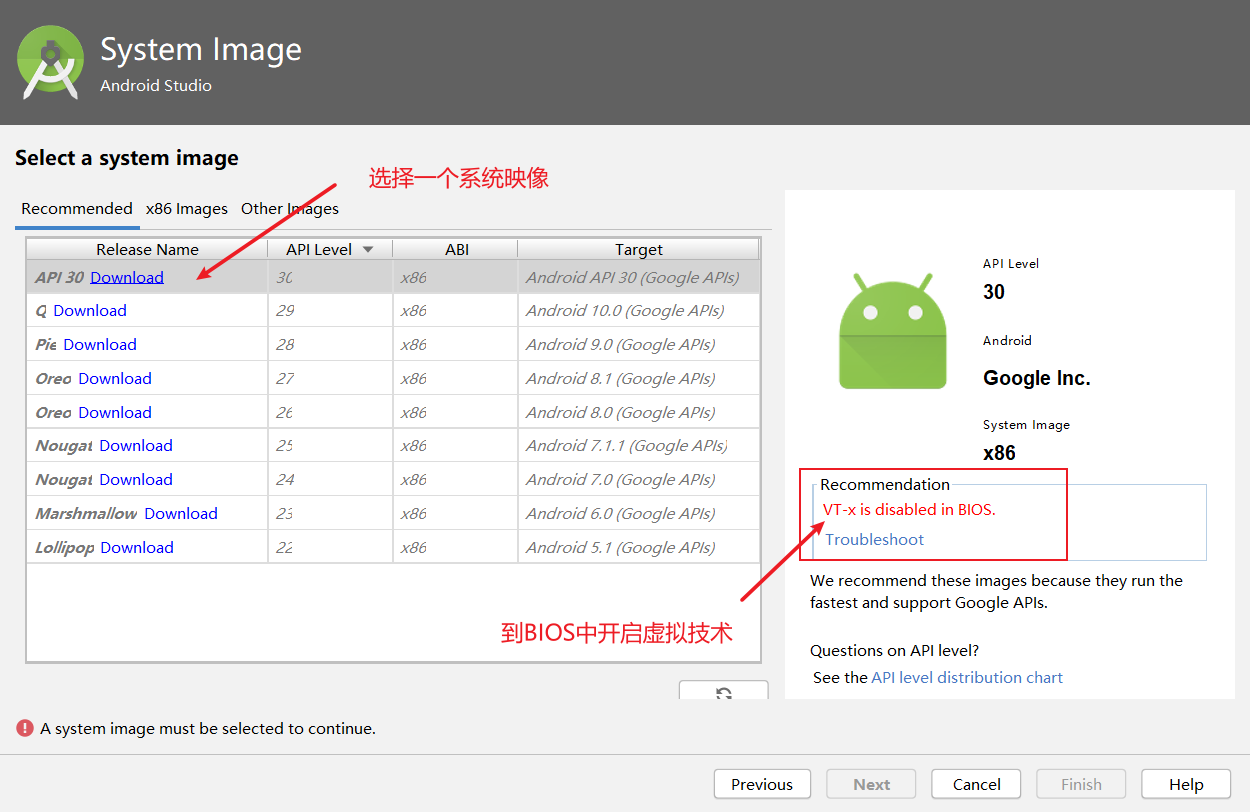 System Image
Android Studio
Select a system image
选择一个系统映像
Recommended x86 Images Other Images
Release Name API Level ABI Target
API 30 Download 30 x86 Android API 30 (Google APIs)
Q Download 29 x86 Android 10.0 (Google APIs)
Pie Download 28 x86 Android 9.0 (Google APIs)
Oreo Download 27 x86 Android 8.1 (Google APIs)
Oreo Download 26 x86 Android 8.0 (Google APIs)
Nougat Download 25 x86 Android 7.1.1 (Google APIs)
Nougat Download 24 x86 Android 7.0 (Google APIs)
Marshmallow Download 23 x86 Android 6.0 (Google APIs)
Lollipop Download 22 x86 Android 5.1 (Google APIs)
到BIOS中开启虚拟技术
API Level
30
Android
Google Inc.
System Image
x86
Recommendation
VT-x is disabled in BIOS.
Troubleshoot
We recommend these images because they run the
fastest and support Google APIs.
Questions on API level?
See the API level distribution chart
A system image must be selected to continue.
Previous Next Cancel Finish Help